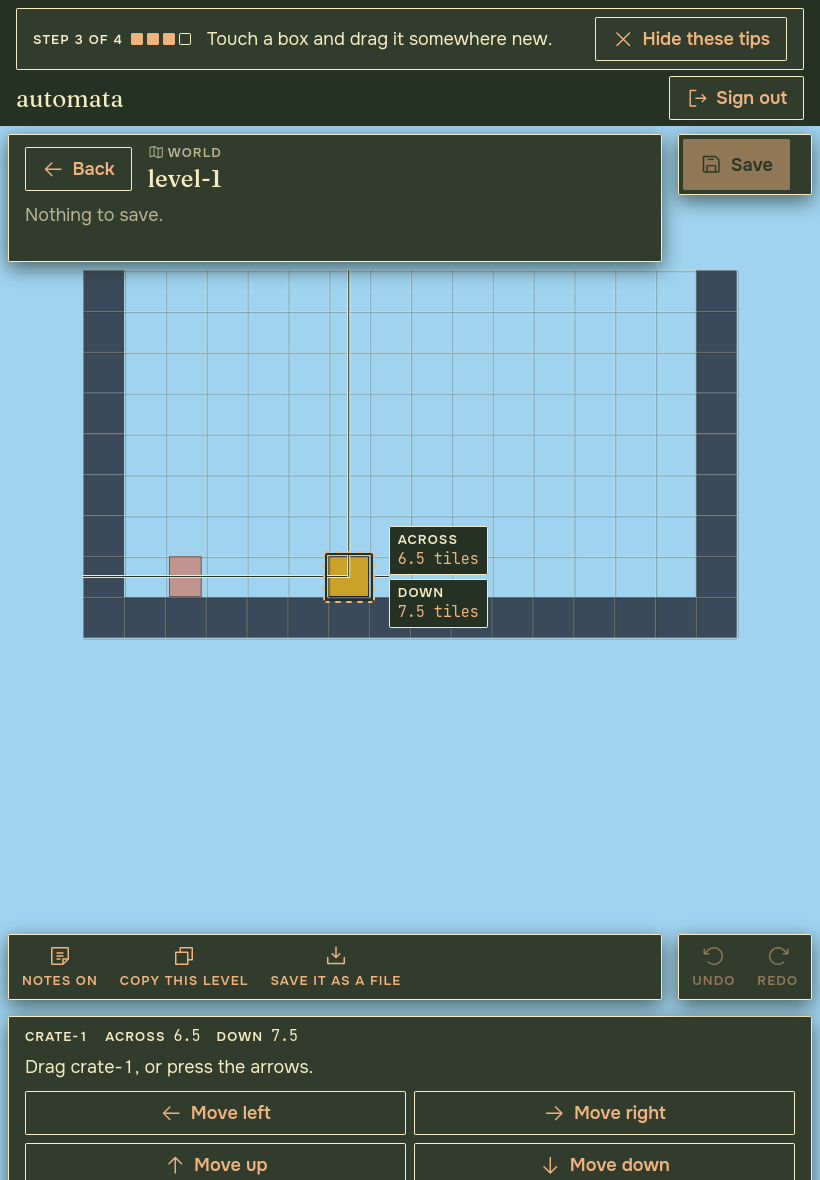 STEP 3 OF 4 Touch a box and drag it somewhere new. Hide these tips
automata Sign out
Back WORLD Save
level-1
Nothing to save.
ACROSS
6.5 tiles
DOWN
7.5 tiles
NOTES ON COPY THIS LEVEL SAVE IT AS A FILE UNDO REDO
CRATE-1 ACROSS 6.5 DOWN 7.5
Drag crate-1, or press the arrows.
Move left Move right
Move up Move down